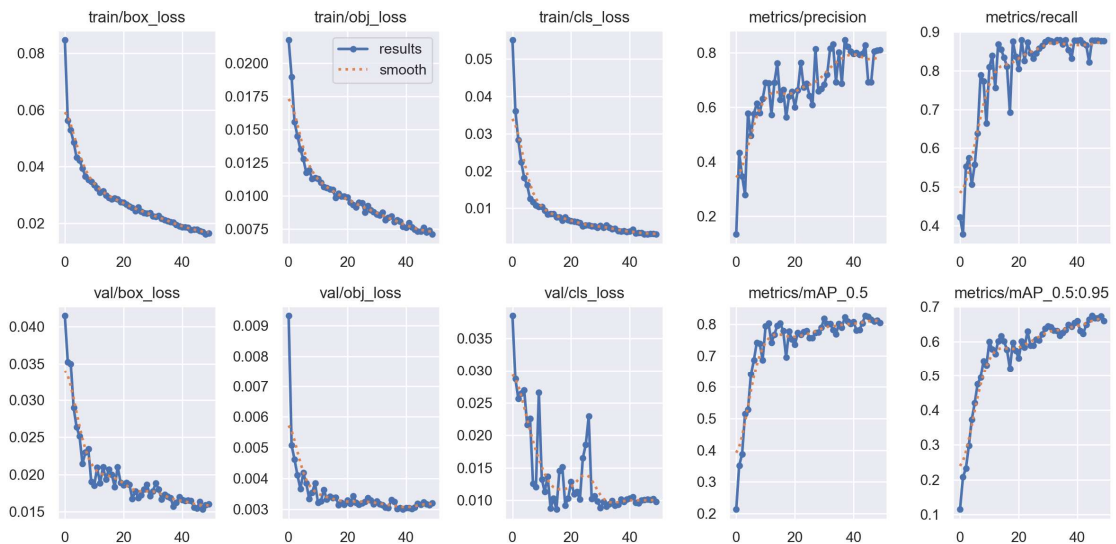 train/box_loss
0.08
0.06
0.04
0.02
0 20 40
train/obj_loss
results
smooth
0.0200
0.0175
0.0150
0.0125
0.0100
0.0075
0 20 40
train/cls_loss
0.05
0.04
0.03
0.02
0.01
0 20 40
metrics/precision
0.8
0.6
0.4
0.2
0 20 40
metrics/recall
0.9
0.8
0.7
0.6
0.5
0.4
0 20 40
val/box_loss
0.040
0.035
0.030
0.025
0.020
0.015
0 20 40
val/obj_loss
0.009
0.008
0.007
0.006
0.005
0.004
0.003
0 20 40
val/cls_loss
0.035
0.030
0.025
0.020
0.015
0.010
0 20 40
metrics/mAP_0.5
0.8
0.7
0.6
0.5
0.4
0.3
0.2
0 20 40
metrics/mAP_0.5:0.95
0.7
0.6
0.5
0.4
0.3
0.2
0.1
0 20 40